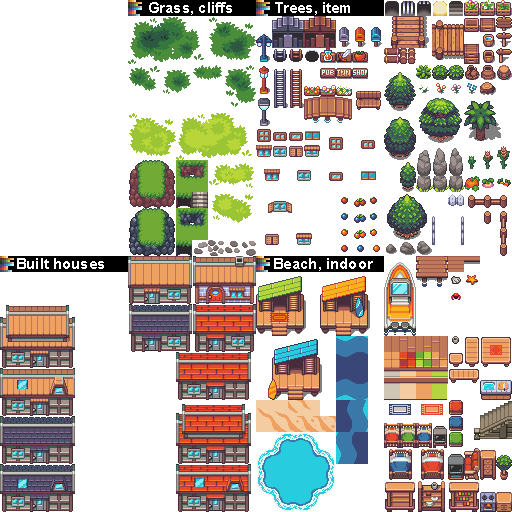 Grass, cliffs
Trees, item
PUB INN SHOP
Built houses
Beach, indoor